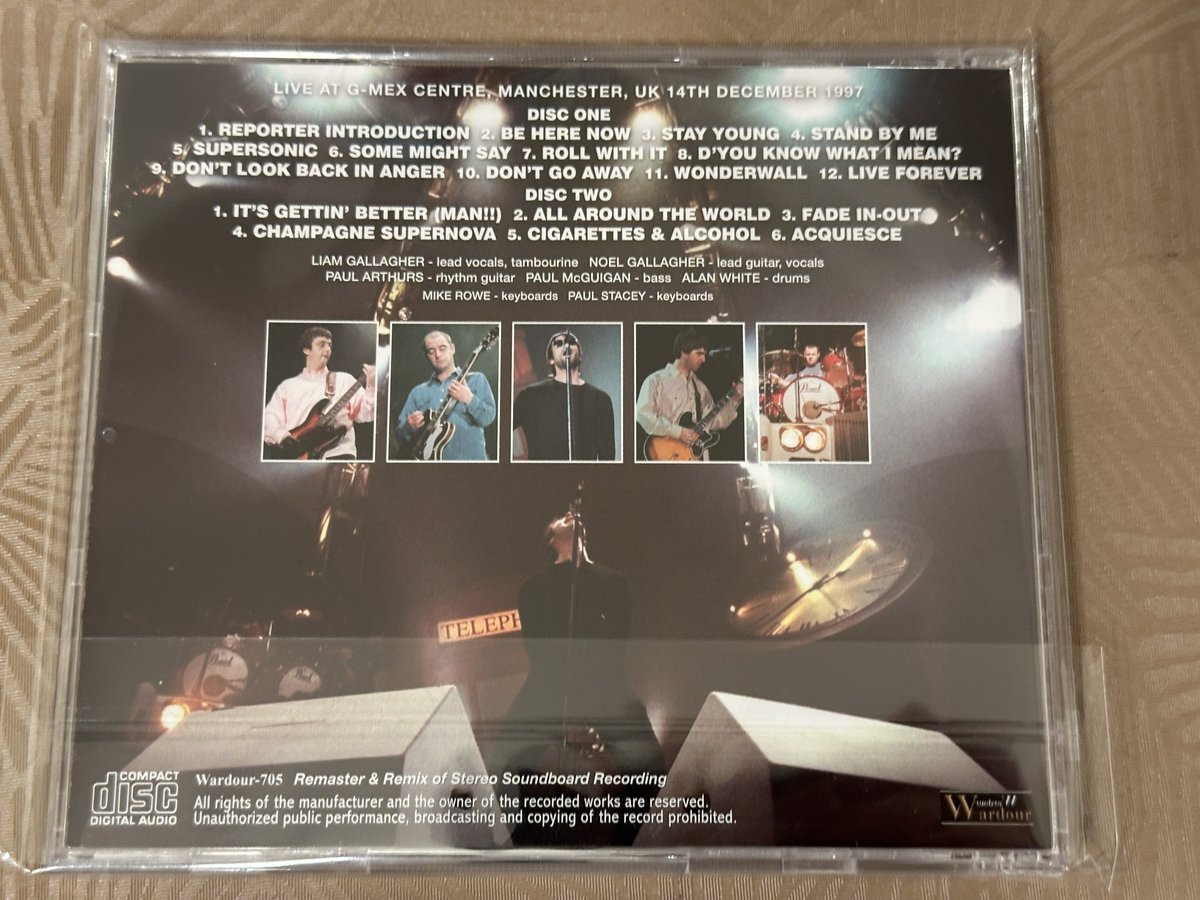 LIVE AT G-MEX CENTRE, MANCHESTER, UK 14TH DECEMBER 1997
DISC ONE
1. REPORTER INTRODUCTION 2. BE HERE NOW 3. STAY YOUNG 4. STAND BY ME
5. SUPERSONIC 6. SOME MIGHT SAY 7. ROLL WITH IT 8. D'YOU KNOW WHAT I MEAN?
9. DON'T LOOK BACK IN ANGER 10. DON'T GO AWAY 11. WONDERWALL 12. LIVE FOREVER
DISC TWO
1. IT'S GETTIN' BETTER (MAN!!) 2. ALL AROUND THE WORLD 3. FADE IN-OUT
4. CHAMPAGNE SUPERNOVA 5. CIGARETTES & ALCOHOL 6. ACQUIESCE
LIAM GALLAGHER - lead vocals, tambourine NOEL GALLAGHER - lead guitar, vocals
PAUL ARTHURS - rhythm guitar PAUL McGUIGAN - bass ALAN WHITE - drums
MIKE ROWE - keyboards PAUL STACEY - keyboards
Pearl
TELEPH
Pearl
COMPACT
disc
DIGITAL AUDIO
Wardour-705 Remaster & Remix of Stereo Soundboard Recording
All rights of the manufacturer and the owner of the recorded works are reserved.
Unauthorized public performance, broadcasting and copying of the record prohibited.
Wardour